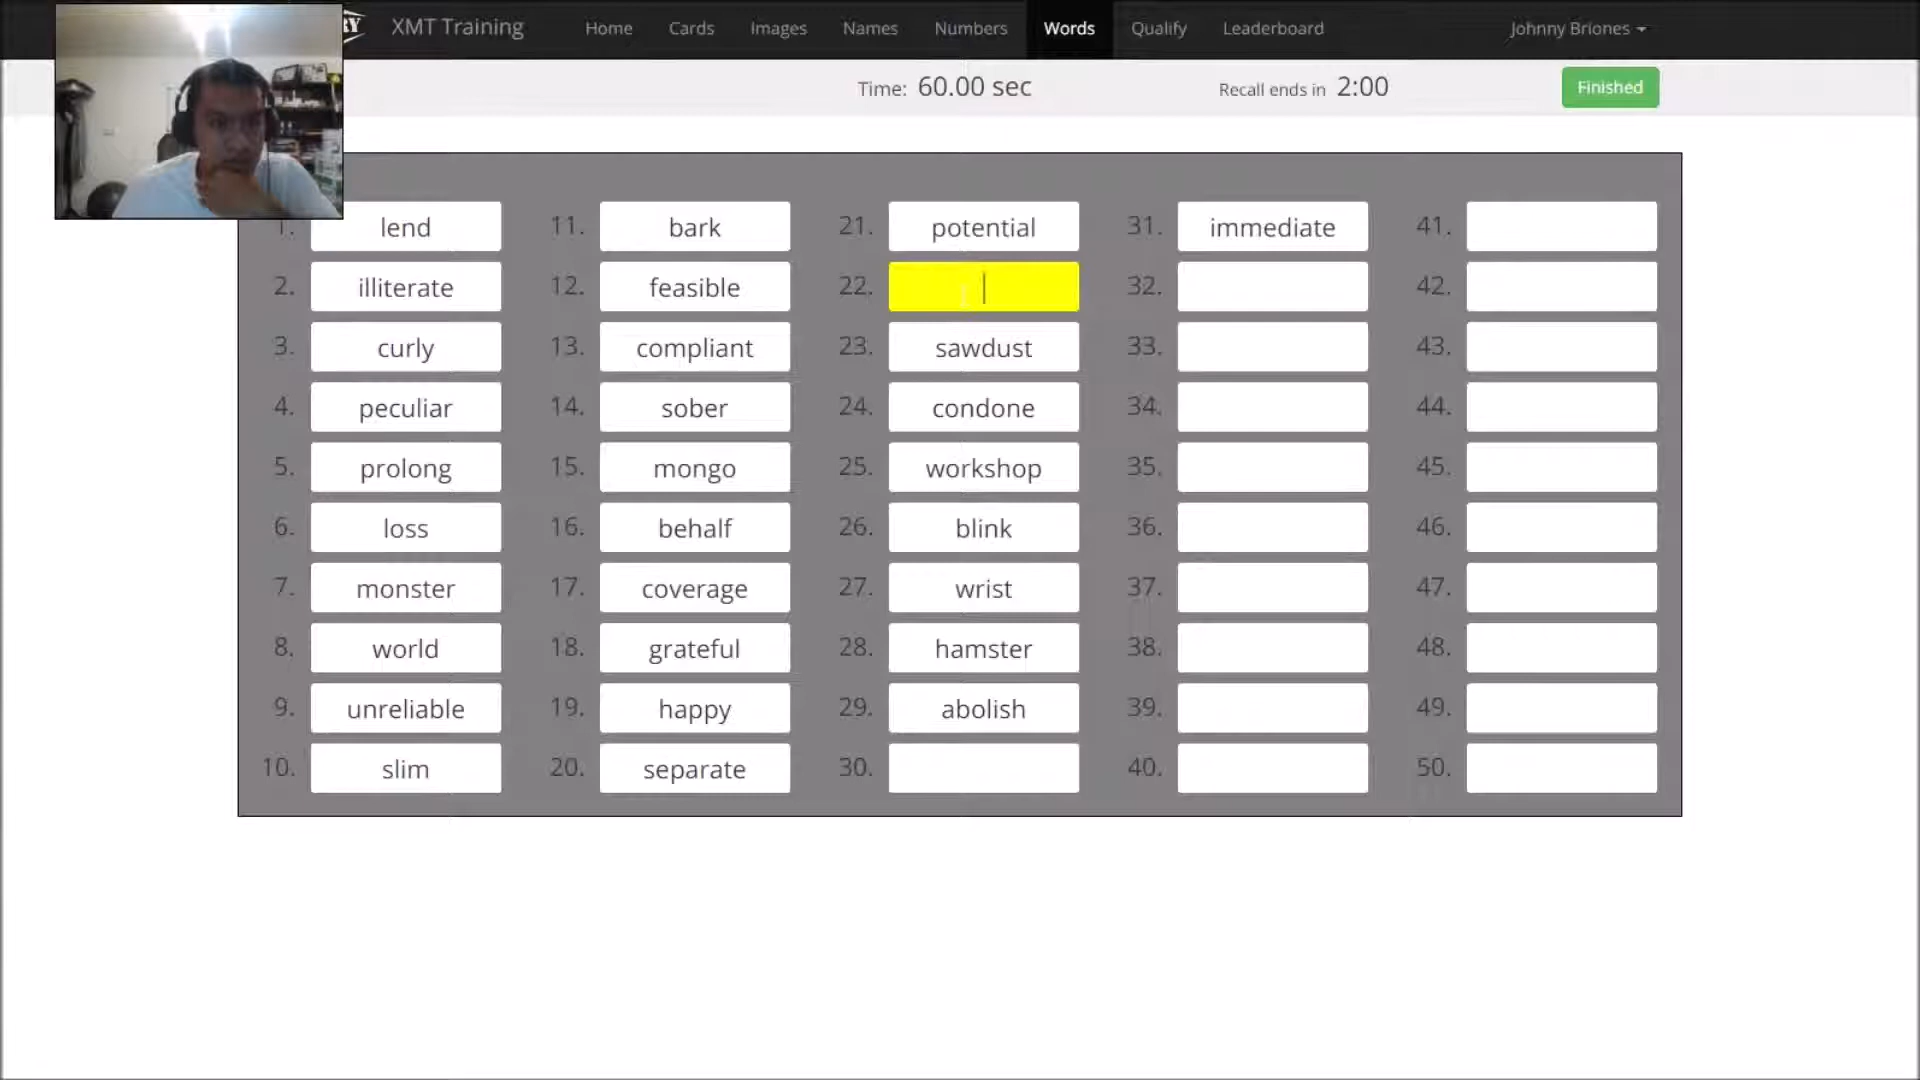 RY XMT Training Home Cards Images Names Numbers Words Qualify Leaderboard Johnny Briones
Time: 60.00 sec Recall ends in 2:00 Finished
1. lend 11. bark 21. potential 31. immediate 41.
2. illiterate 12. feasible 22. 32. 42.
3. curly 13. compliant 23. sawdust 33. 43.
4. peculiar 14. sober 24. condone 34. 44.
5. prolong 15. mongo 25. workshop 35. 45.
6. loss 16. behalf 26. blink 36. 46.
7. monster 17. coverage 27. wrist 37. 47.
8. world 18. grateful 28. hamster 38. 48.
9. unreliable 19. happy 29. abolish 39. 49.
10. slim 20. separate 30. 40. 50.